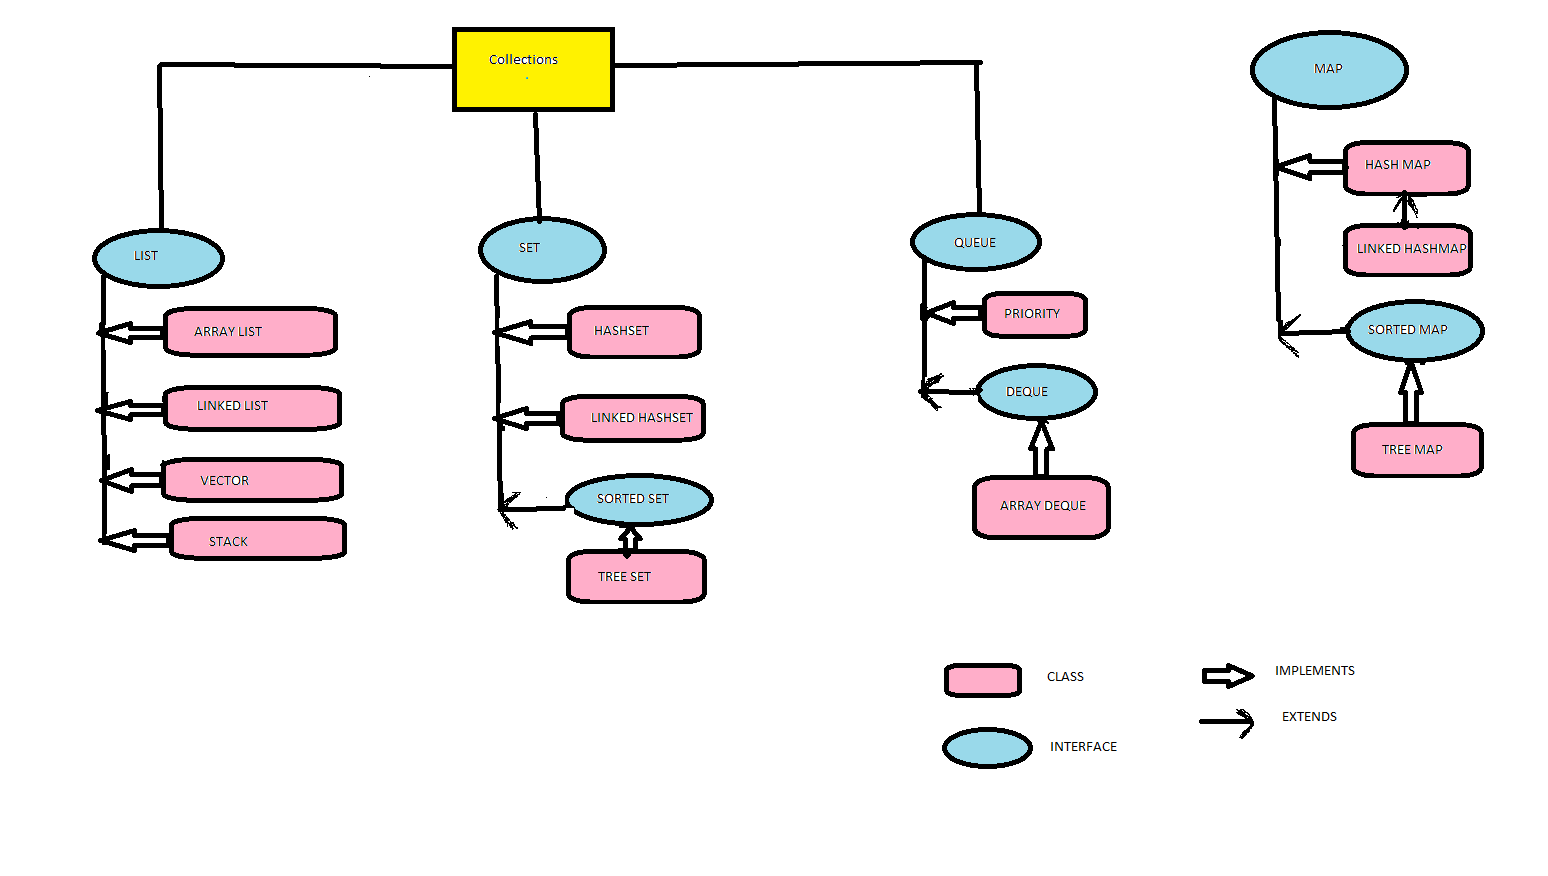 Collections
MAP
HASH MAP
LINKED HASHMAP
SORTED MAP
TREE MAP
LIST
ARRAY LIST
LINKED LIST
VECTOR
STACK
SET
HASHSET
LINKED HASHSET
SORTED SET
TREE SET
QUEUE
PRIORITY
DEQUE
ARRAY DEQUE
CLASS
IMPLEMENTS
EXTENDS
INTERFACE